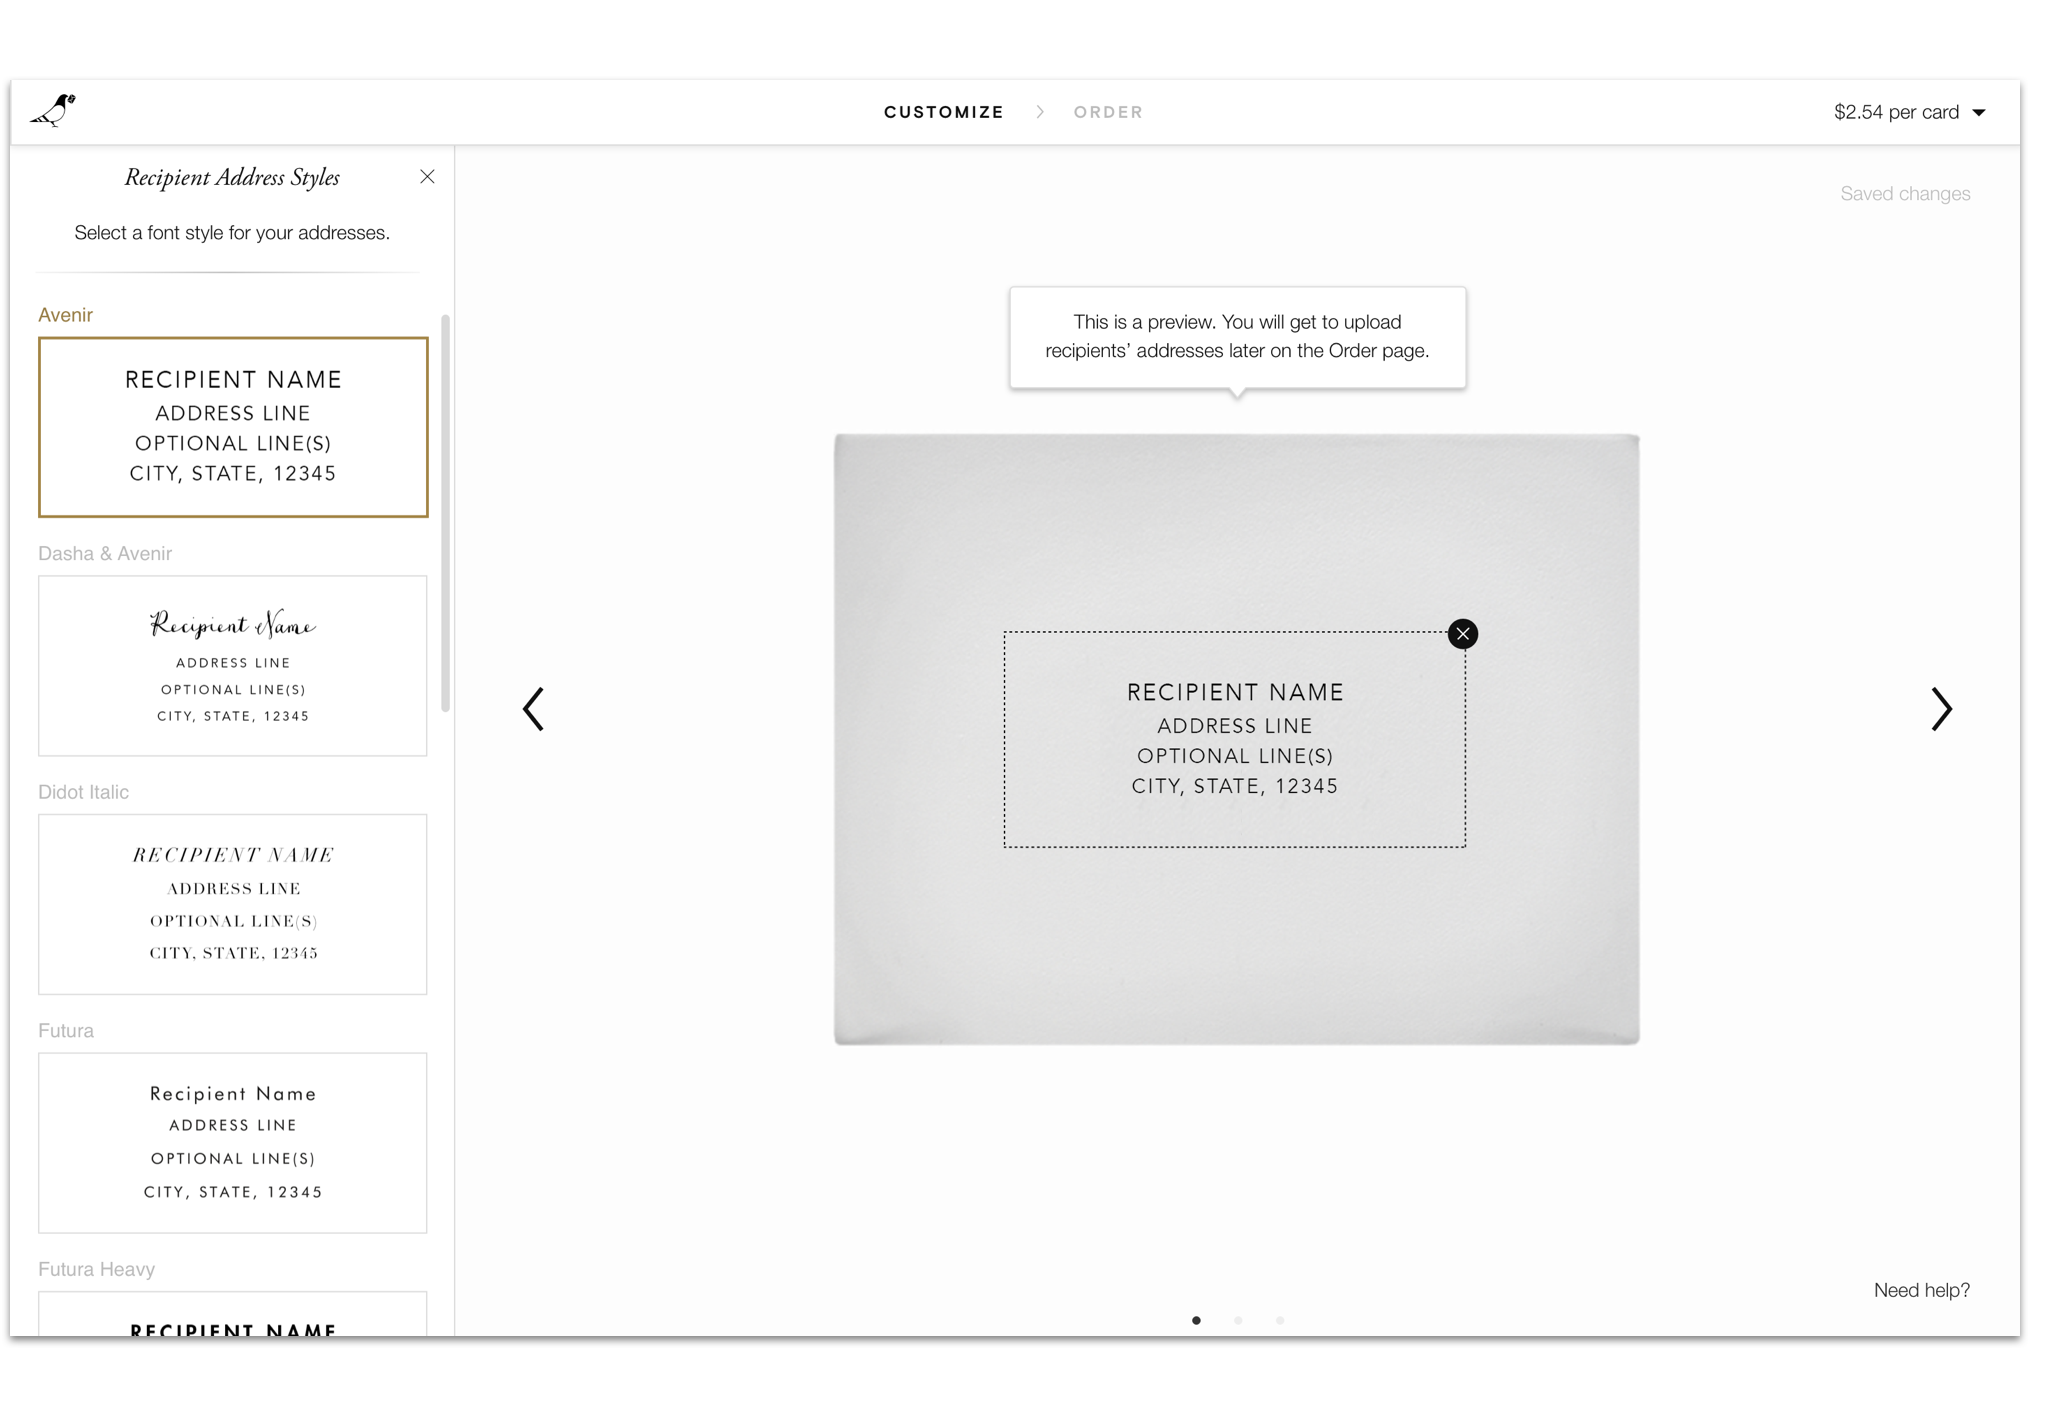 CUSTOMIZE
ORDER
$2.54 per card
Recipient Address Styles
Select a font style for your addresses.
Avenir
RECIPIENT NAME
ADDRESS LINE
OPTIONAL LINE(S)
CITY, STATE, 12345
Dasha & Avenir
Recipient Name
ADDRESS LINE
OPTIONAL LINE(S)
CITY, STATE, 12345
Didot Italic
RECIPIENT NAME
ADDRESS LINE
OPTIONAL LINE(S)
CITY, STATE, 12345
Futura
Recipient Name
ADDRESS LINE
OPTIONAL LINE(S)
CITY, STATE, 12345
Futura Heavy
RECIPIENT NAME
Saved changes
This is a preview. You will get to upload
recipients’ addresses later on the Order page.
RECIPIENT NAME
ADDRESS LINE
OPTIONAL LINE(S)
CITY, STATE, 12345
Need help?